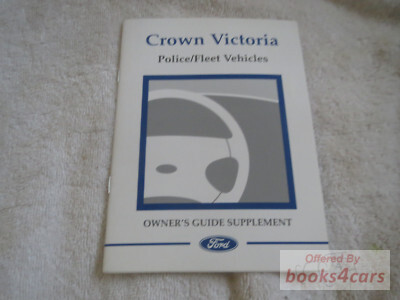 Crown Victoria
Police/Fleet Vehicles
OWNER'S GUIDE SUPPLEMENT
Ford
Offered By
books4cars